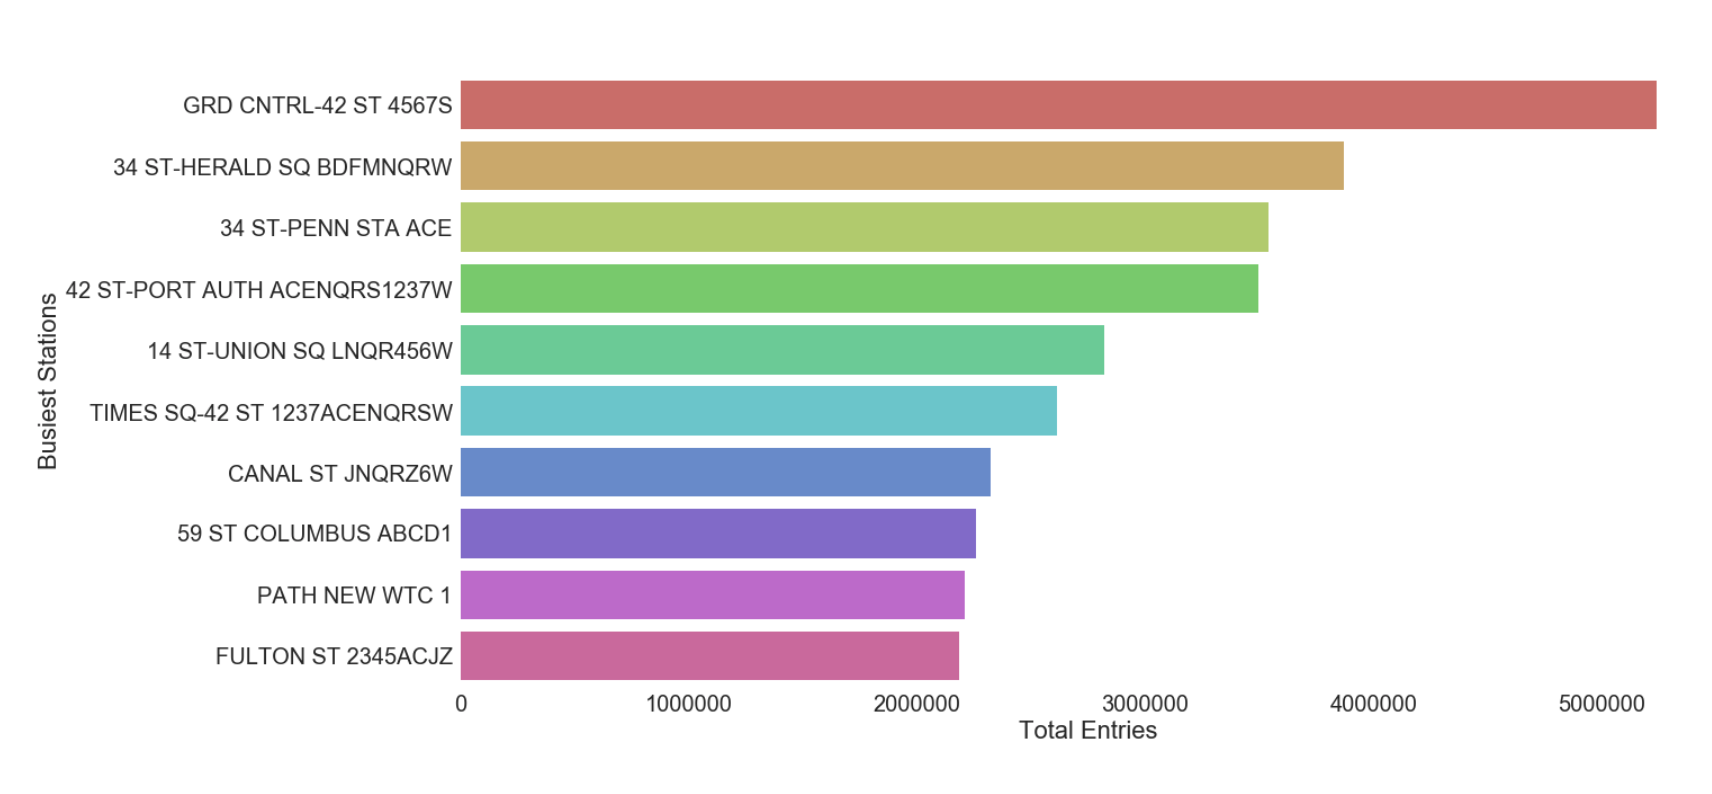 GRD CNTRL-42 ST 4567S
34 ST-HERALD SQ BDFMNQRW
34 ST-PENN STA ACE
42 ST-PORT AUTH ACENQRS1237W
14 ST-UNION SQ LNQR456W
TIMES SQ-42 ST 1237ACENQRSW
CANAL ST JNQRZ6W
59 ST COLUMBUS ABCD1
PATH NEW WTC 1
FULTON ST 2345ACJZ
Busiest Stations
0 1000000 2000000 3000000 4000000 5000000
Total Entries